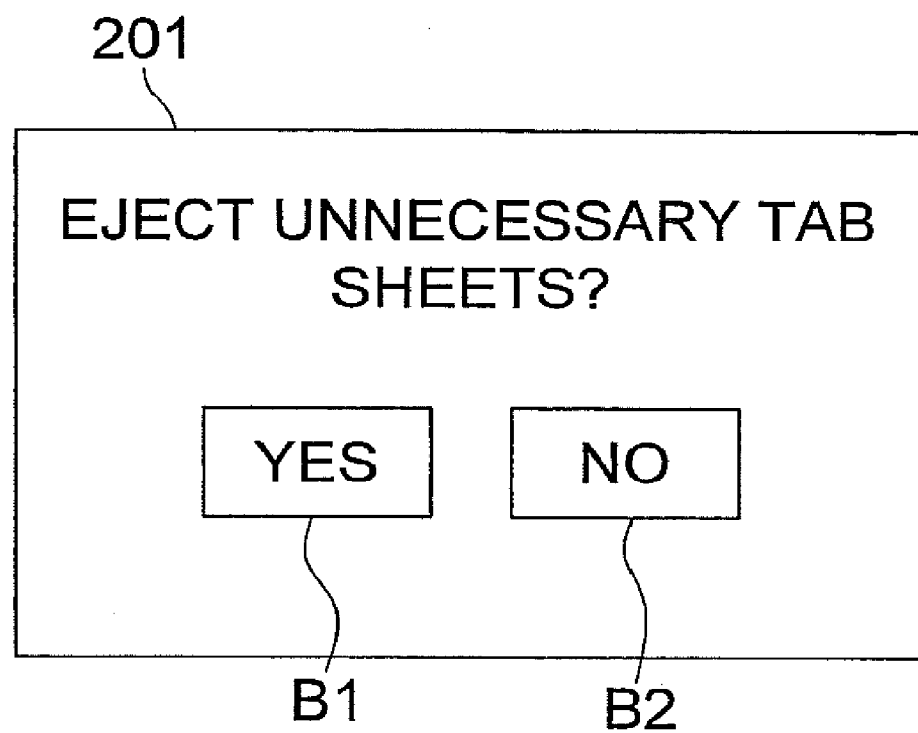 201
EJECT UNNECESSARY TAB
SHEETS?
YES NO
B1 B2